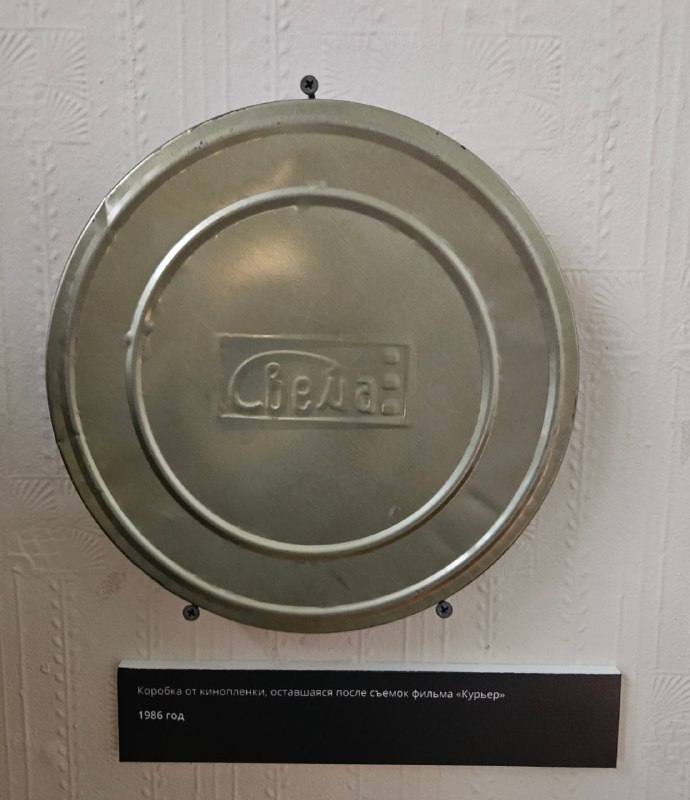 Свема
Коробка от кинопленки, оставшаяся после съемок фильма «Курьер»
1986 год